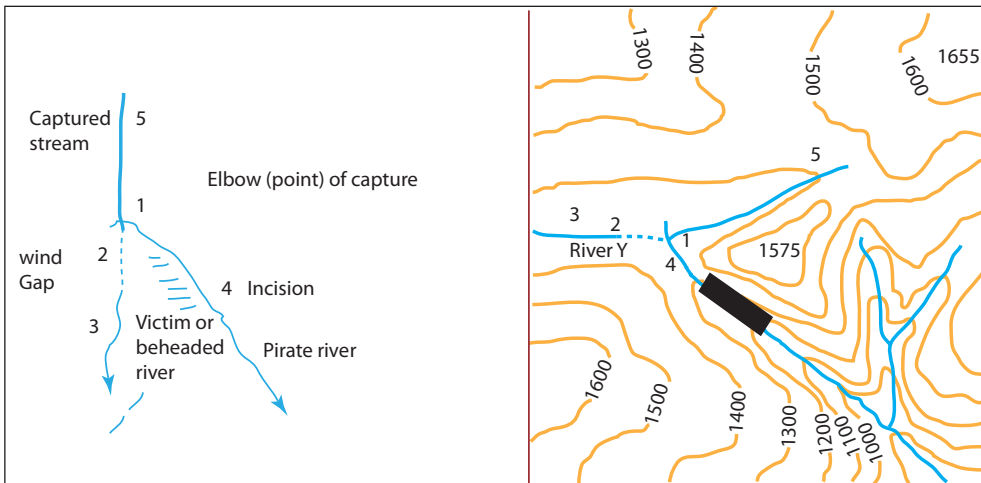 Captured
stream
5
Elbow (point) of capture
1
wind
Gap
2
4 Incision
3
Victim or
beheaded
river
Pirate river
1300
1400
1500
1600
1655
5
3
2
1
River Y
4
1575
1600
1500
1400
1300
1200
1100
1000